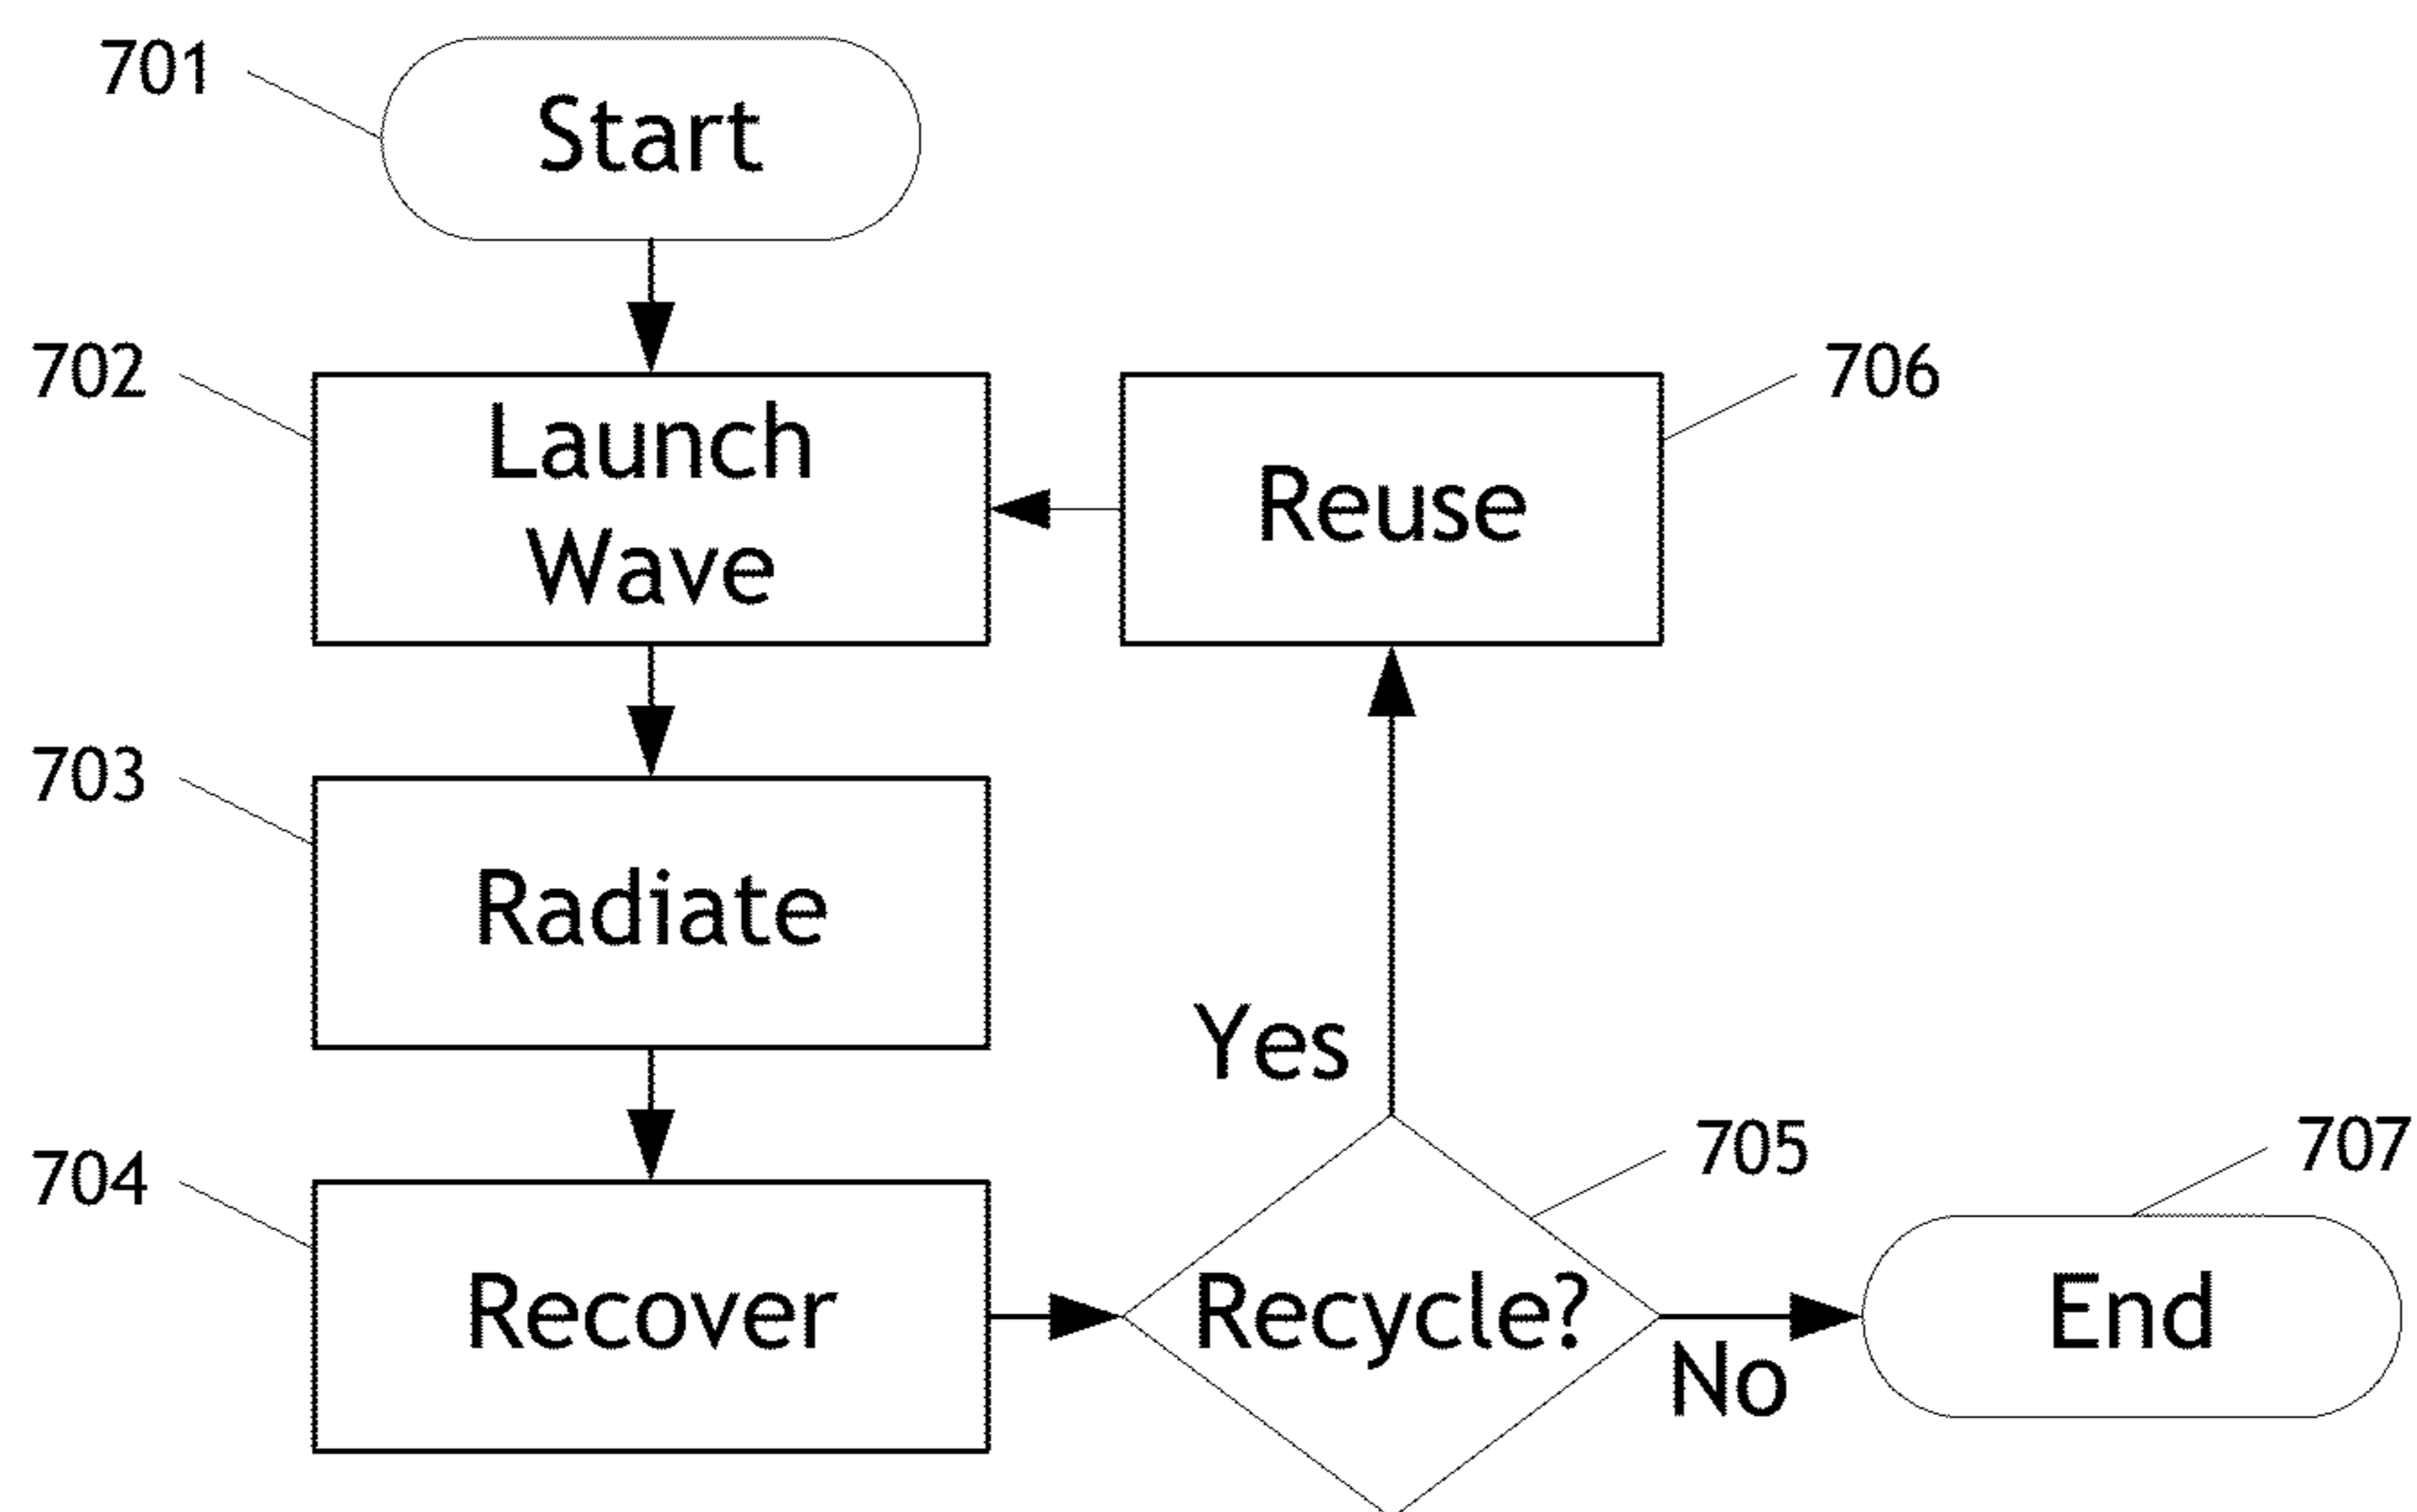 701
Start
702
Launch
Wave
706
Reuse
703
Radiate
Yes
704
Recover
705
Recycle?
No
707
End